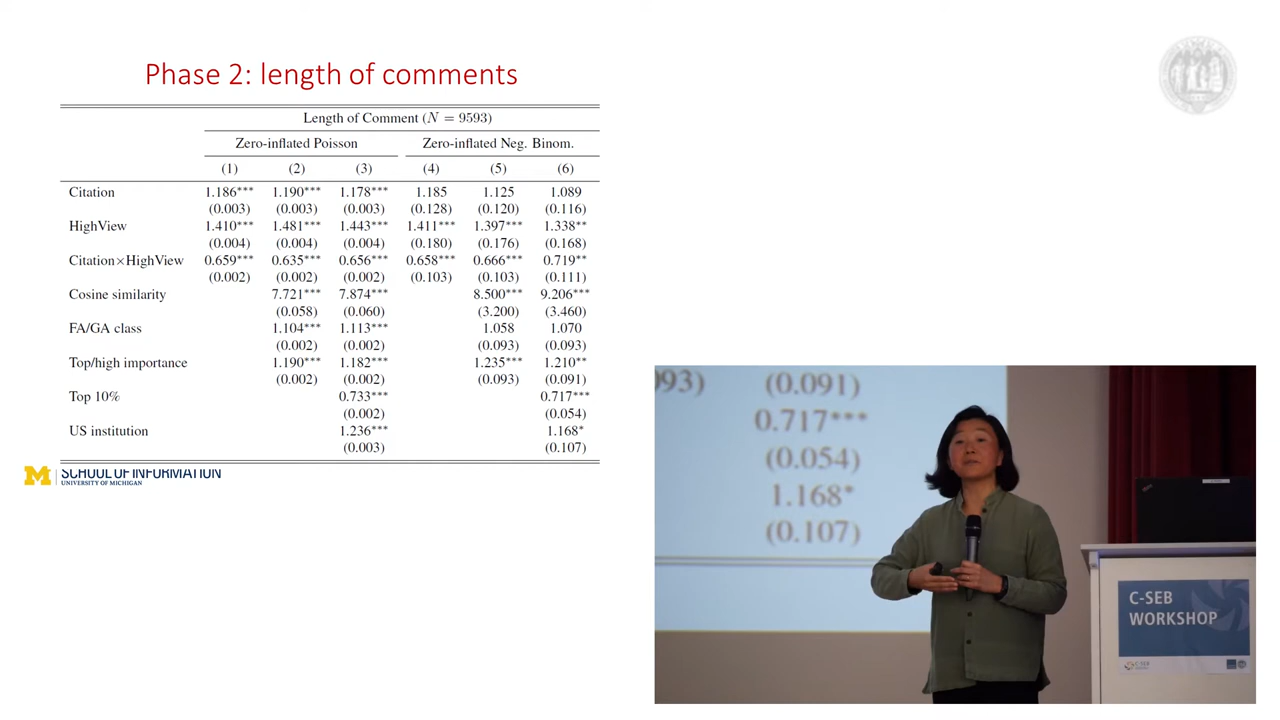 Phase 2: length of comments
Length of Comment (N = 9593)
Zero-inflated Poisson Zero-inflated Neg. Binom.
(1) (2) (3) (4) (5) (6)
Citation 1.186*** 1.190*** 1.178*** 1.185 1.125 1.089
(0.003) (0.003) (0.003) (0.128) (0.120) (0.116)
HighView 1.410*** 1.481*** 1.443*** 1.411*** 1.397*** 1.338**
(0.004) (0.004) (0.004) (0.180) (0.176) (0.168)
Citation×HighView 0.659*** 0.635*** 0.656*** 0.658*** 0.666*** 0.719**
(0.002) (0.002) (0.002) (0.103) (0.103) (0.111)
Cosine similarity 7.721*** 7.874*** 8.500*** 9.206***
(0.058) (0.060) (3.200) (3.460)
FA/GA class 1.104*** 1.113*** 1.058 1.070
(0.002) (0.002) (0.093) (0.093)
Top/high importance 1.190*** 1.182*** 1.235*** 1.210**
(0.002) (0.002) (0.093) (0.091)
Top 10% 0.733*** 0.717***
(0.002) (0.054)
US institution 1.236*** 1.168*
(0.003) (0.107)
M SCHOOL OF INFORMATION
UNIVERSITY OF MICHIGAN
093) (0.091)
0.717***
(0.054)
1.168*
(0.107)
C-SEB
WORKSHOP
C-SEB